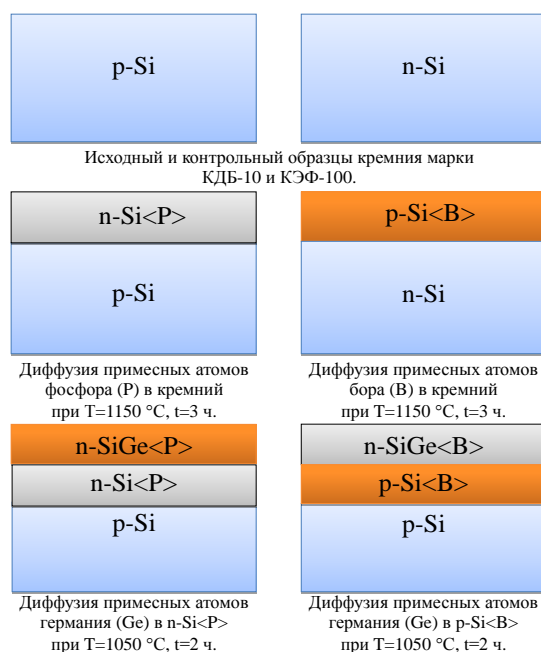 p-Si
n-Si
Исходный и контрольный образцы кремния марки
КДБ-10 и КЭФ-100.
n-Si<P>
p-Si
p-Si<B>
n-Si
Диффузия примесных атомов
фосфора (P) в кремний
при T=1150 °C, t=3 ч.
Диффузия примесных атомов
бора (B) в кремний
при T=1150 °C, t=3 ч.
n-SiGe<P>
n-Si<P>
p-Si
n-SiGe<B>
p-Si<B>
p-Si
Диффузия примесных атомов
германия (Ge) в n-Si<P>
при T=1050 °C, t=2 ч.
Диффузия примесных атомов
германия (Ge) в p-Si<B>
при T=1050 °C, t=2 ч.